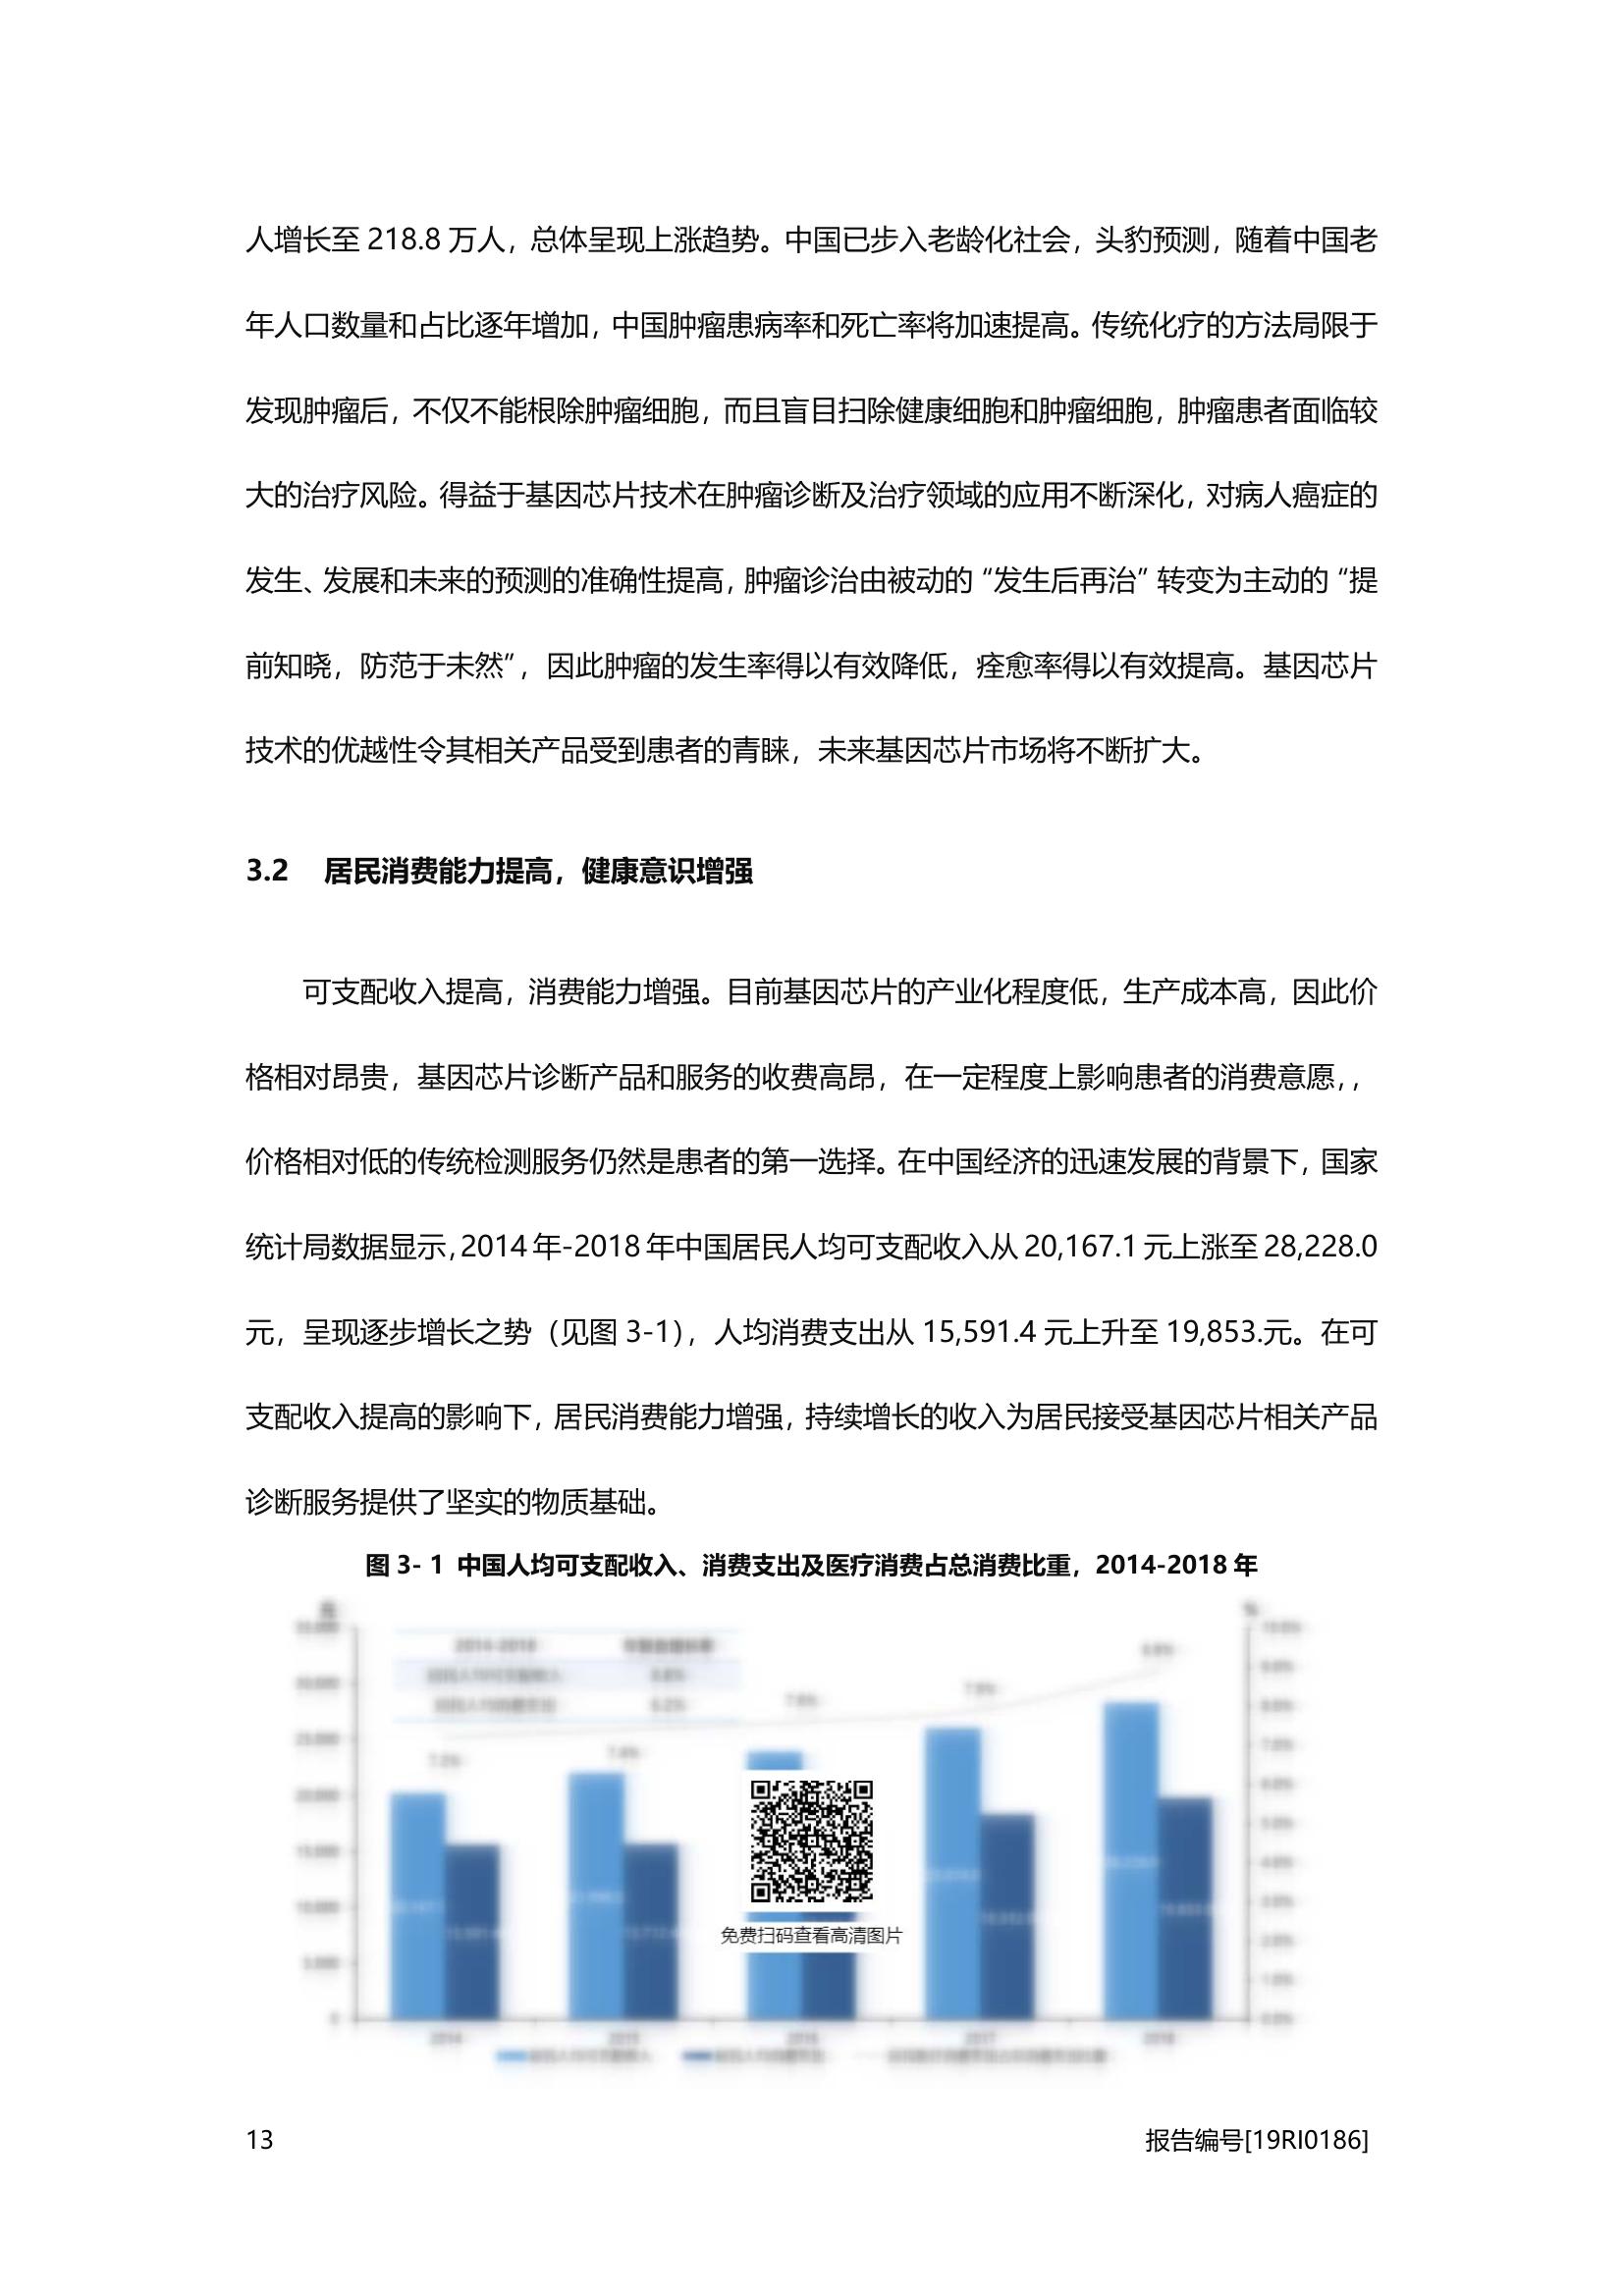 人增长至 218.8 万人，总体呈现上涨趋势。中国已步入老龄化社会，头豹预测，随着中国老
年人口数量和占比逐年增加，中国肿瘤患病率和死亡率将加速提高。传统化疗的方法局限于
发现肿瘤后，不仅不能根除肿瘤细胞，而且盲目扫除健康细胞和肿瘤细胞，肿瘤患者面临较
大的治疗风险。得益于基因芯片技术在肿瘤诊断及治疗领域的应用不断深化，对病人癌症的
发生、发展和未来的预测的准确性提高，肿瘤诊治由被动的“发生后再治”转变为主动的“提
前知晓，防范于未然”，因此肿瘤的发生率得以有效降低，痊愈率得以有效提高。基因芯片
技术的优越性令其相关产品受到患者的青睐，未来基因芯片市场将不断扩大。
3.2 居民消费能力提高，健康意识增强
可支配收入提高，消费能力增强。目前基因芯片的产业化程度低，生产成本高，因此价
格相对昂贵，基因芯片诊断产品和服务的收费高昂，在一定程度上影响患者的消费意愿，，
价格相对低的传统检测服务仍然是患者的第一选择。在中国经济的迅速发展的背景下，国家
统计局数据显示，2014 年-2018 年中国居民人均可支配收入从 20,167.1 元上涨至 28,228.0
元，呈现逐步增长之势（见图 3-1），人均消费支出从 15,591.4 元上升至 19,853.元。在可
支配收入提高的影响下，居民消费能力增强，持续增长的收入为居民接受基因芯片相关产品
诊断服务提供了坚实的物质基础。
图 3- 1 中国人均可支配收入、消费支出及医疗消费占总消费比重，2014-2018 年
免费扫码查看高清图片
13
报告编号[19RI0186]